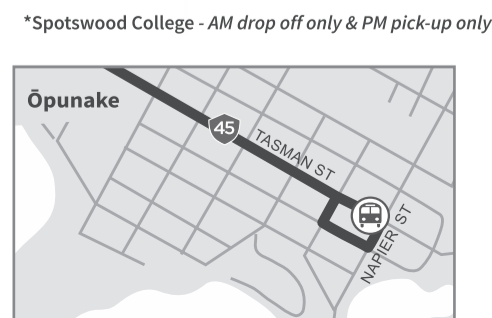 *Spotswood College - AM drop off only & PM pick-up only
Ōpunake
45
TASMAN ST
NAPIER ST